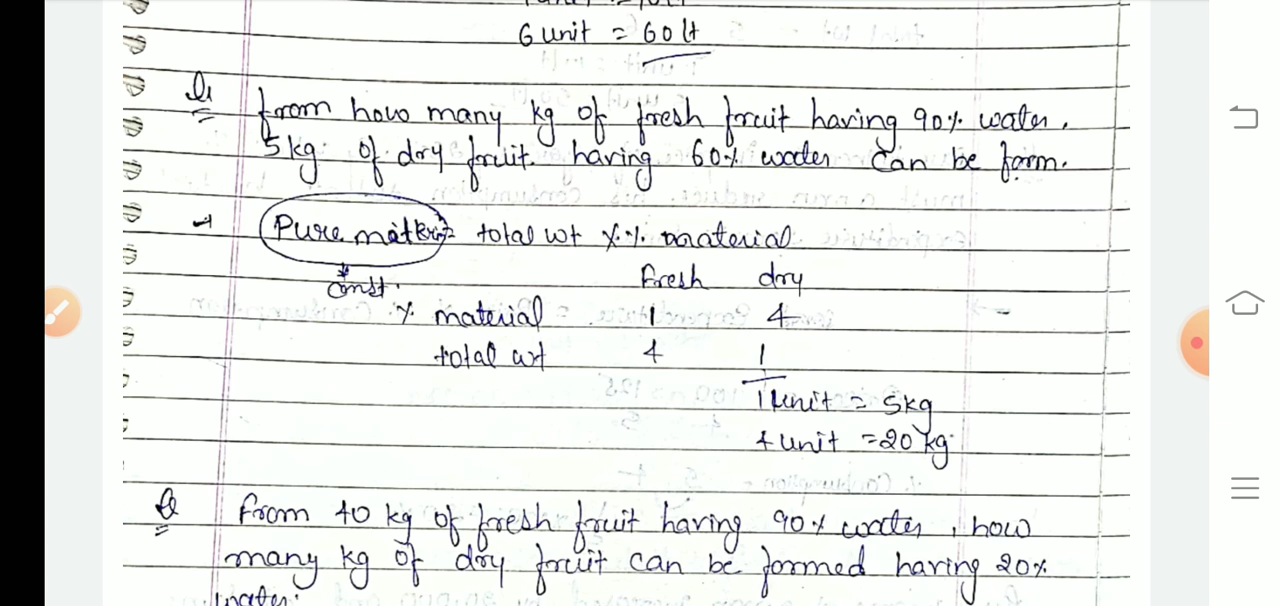 6 unit = 60 lt
Q: from how many kg of fresh fruit having 90% water.
5kg of dry fruit having 60% water can be form.
→ Pure matter = total wt x % material
const.
fresh dry
% material 1 4
total wt 4 1
1 unit = 5kg
4 unit = 20 kg.
Q from 40 kg of fresh fruit having 90% water, how
many kg of dry fruit can be formed having 20%
water.